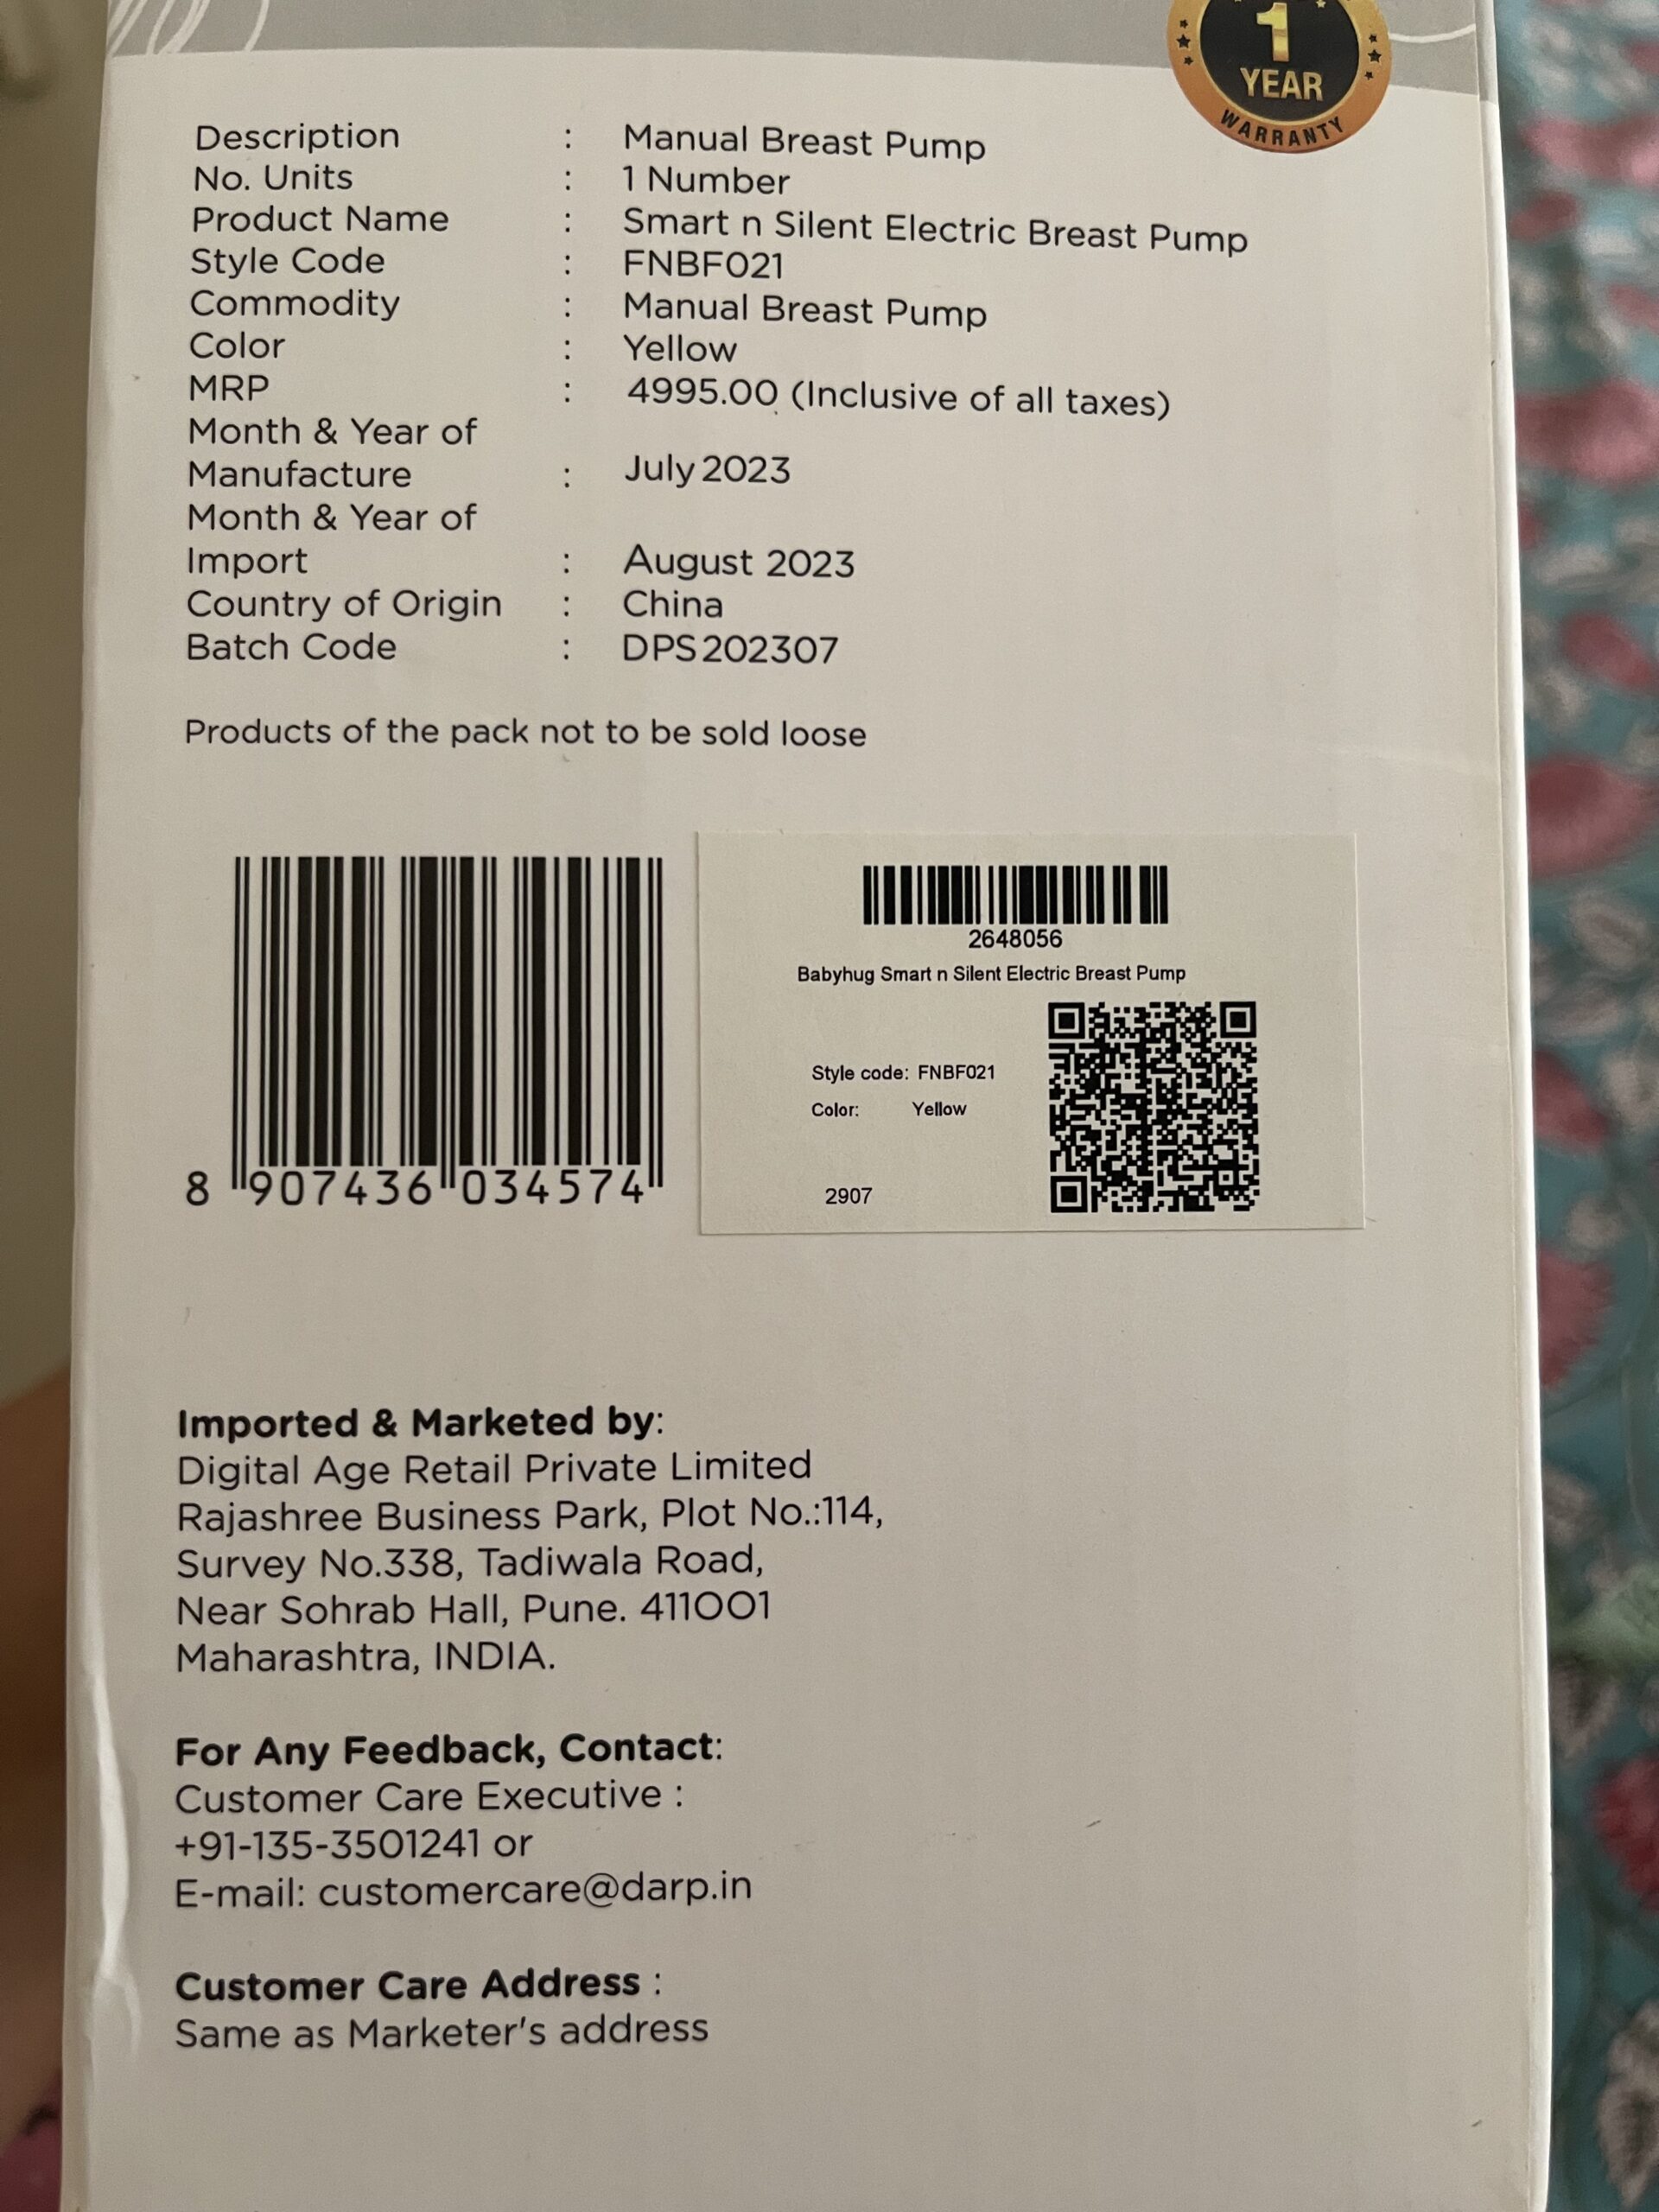 1
YEAR
WARRANTY
Description : Manual Breast Pump
No. Units : 1 Number
Product Name : Smart n Silent Electric Breast Pump
Style Code : FNBF021
Commodity : Manual Breast Pump
Color : Yellow
MRP : 4995.00 (Inclusive of all taxes)
Month & Year of
Manufacture : July 2023
Month & Year of
Import : August 2023
Country of Origin : China
Batch Code : DPS202307
Products of the pack not to be sold loose
8 907436 034574
2648056
Babyhug Smart n Silent Electric Breast Pump
Style code: FNBF021
Color: Yellow
2907
Imported & Marketed by:
Digital Age Retail Private Limited
Rajashree Business Park, Plot No.:114,
Survey No.338, Tadiwala Road,
Near Sohrab Hall, Pune. 411001
Maharashtra, INDIA.
For Any Feedback, Contact:
Customer Care Executive :
+91-135-3501241 or
E-mail: customercare@darp.in
Customer Care Address :
Same as Marketer's address